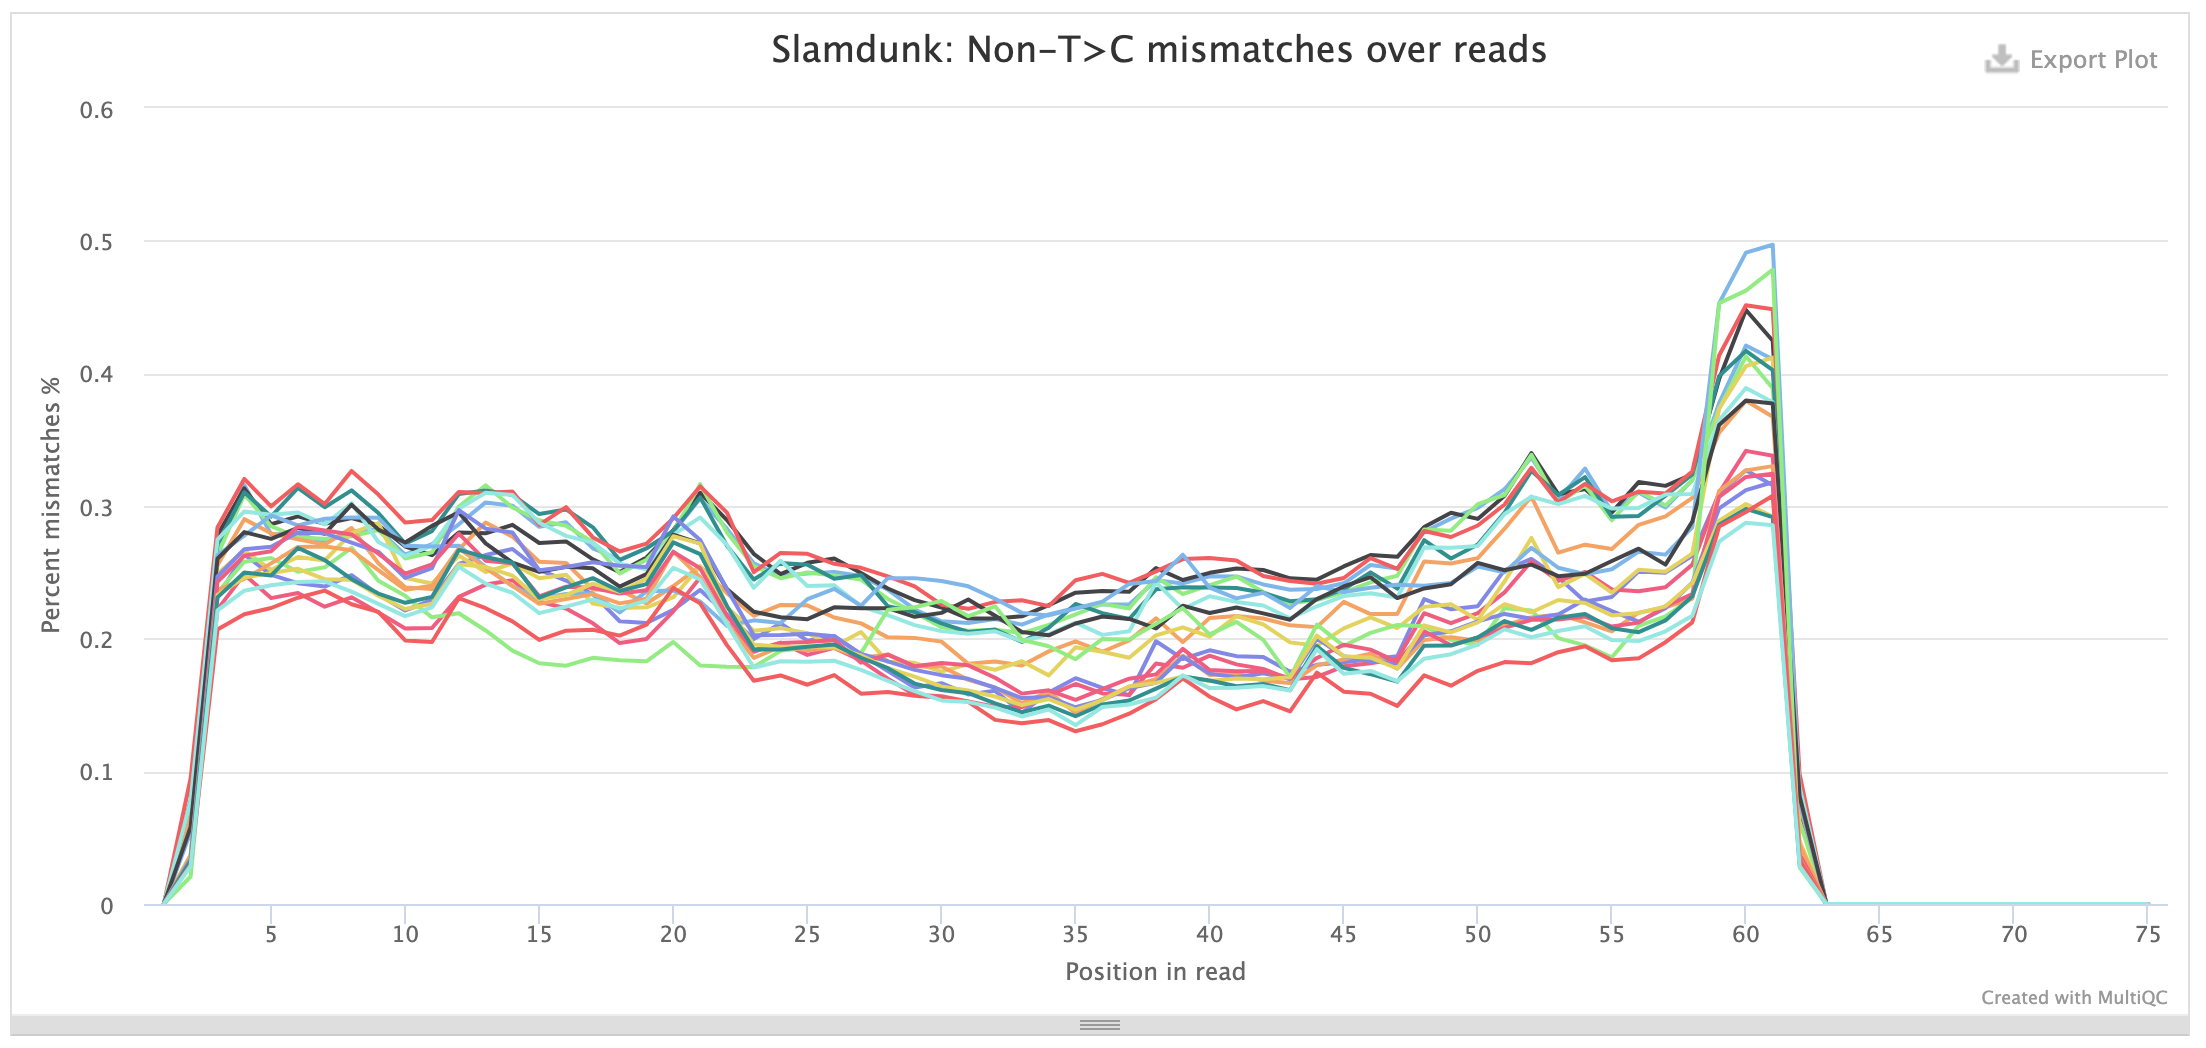 Slamdunk: Non-T>C mismatches over reads
Export Plot
Percent mismatches %
0.6
0.5
0.4
0.3
0.2
0.1
0
5 10 15 20 25 30 35 40 45 50 55 60 65 70 75
Position in read
Created with MultiQC